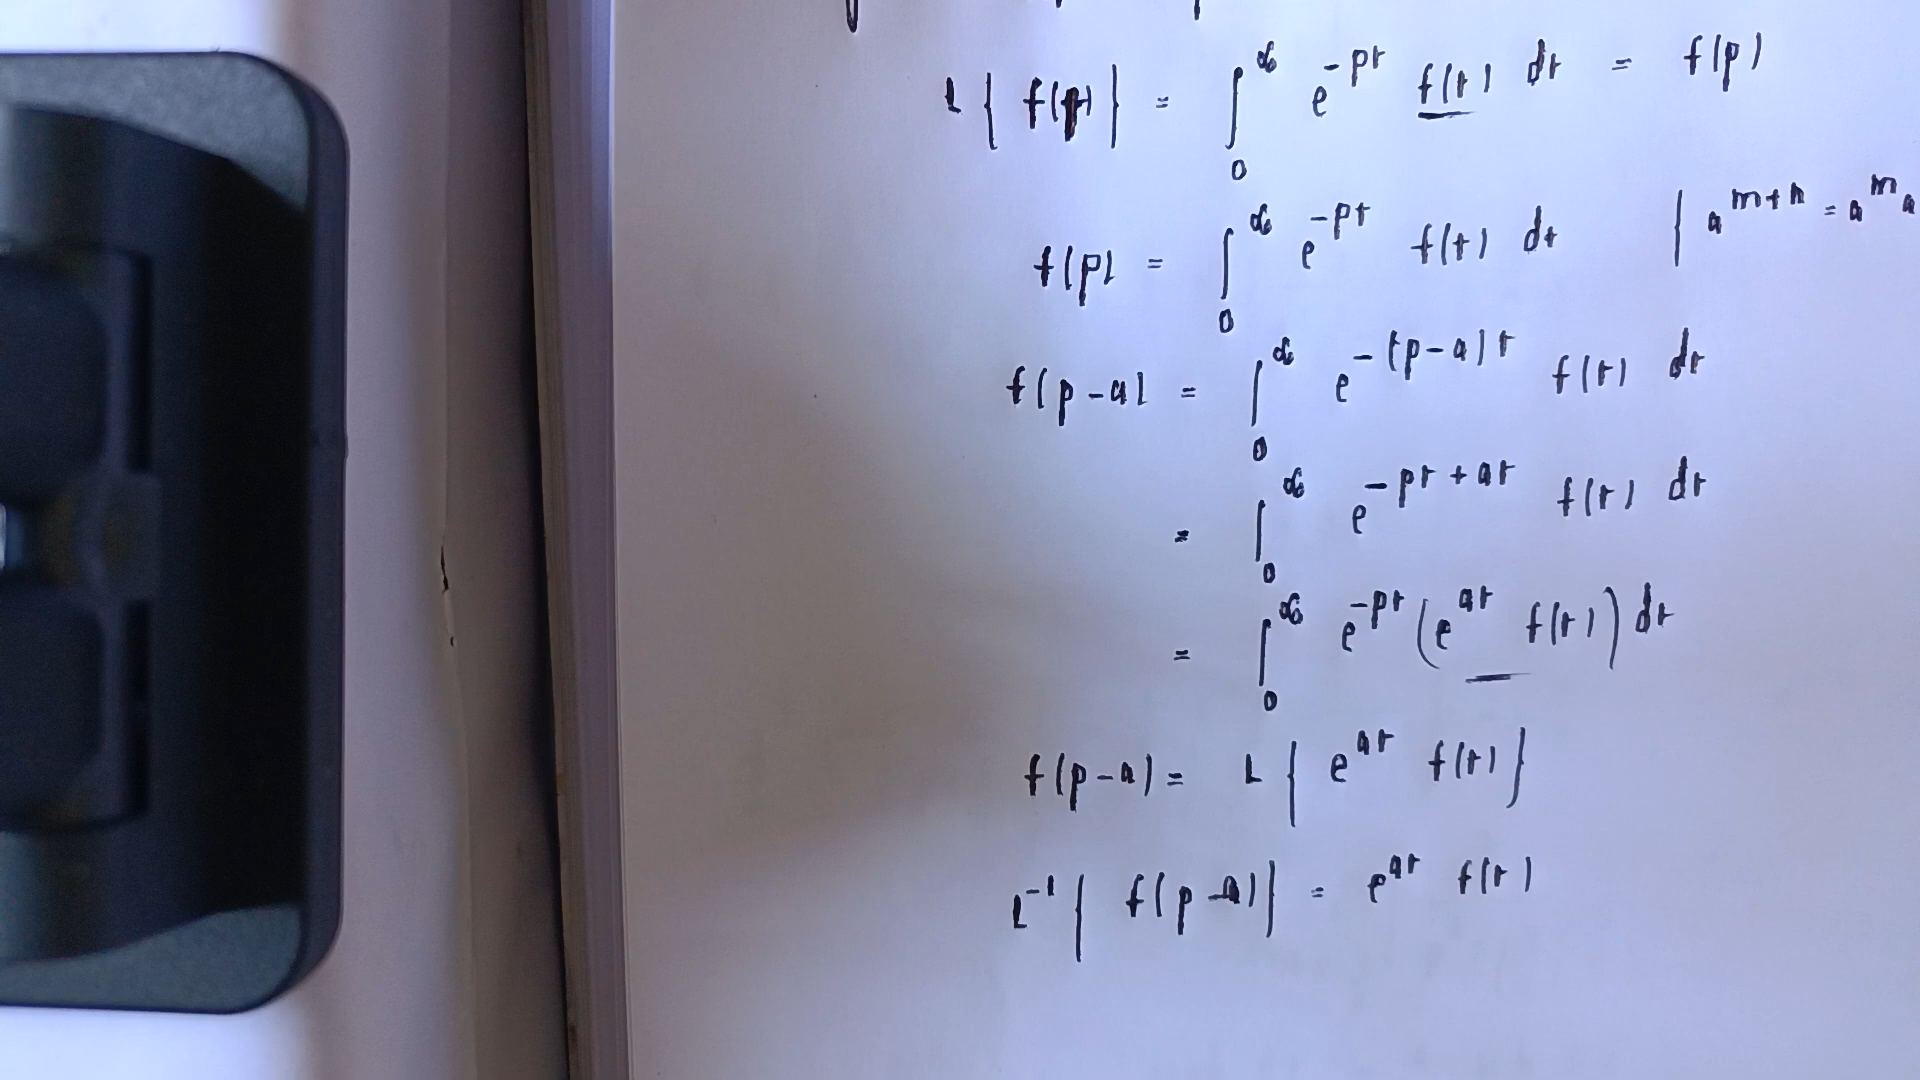 L { f(t) } = ∫₀^∞ e^{-pt} f(t) dt = f(p)
f(p) = ∫₀^∞ e^{-pt} f(t) dt | a^{m+n} = a^m a
f(p-a) = ∫₀^∞ e^{-(p-a)t} f(t) dt
= ∫₀^∞ e^{-pt+at} f(t) dt
= ∫₀^∞ e^{-pt} (e^{at} f(t)) dt
f(p-a) = L { e^{at} f(t) }
L^{-1} { f(p-a) } = e^{at} f(t)